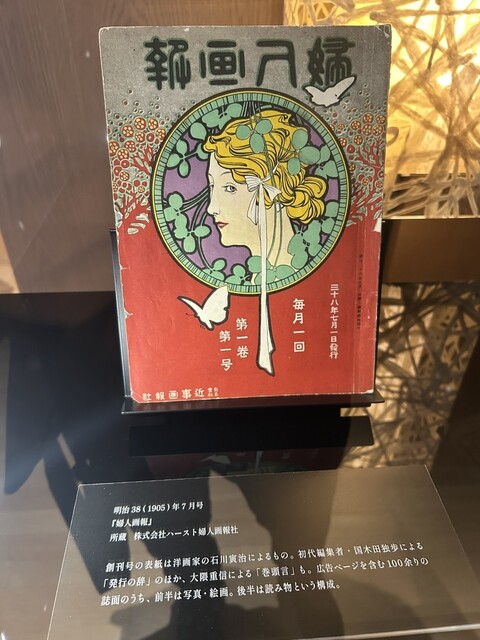 婦人画報
三十八年七月一日發行
毎月一回
第一巻
第一号
近事画報社
明治38(1905)年7月号
『婦人画報』
所蔵 株式会社ハースト婦人画報社
創刊号の表紙は洋画家の石川寅治によるもの。初代編集者・国木田独歩による
「発行の辞」のほか、大隈重信による「巻頭言」も。広告ページを含む100余りの
誌面のうち、前半は写真・絵画。後半は読み物という構成。